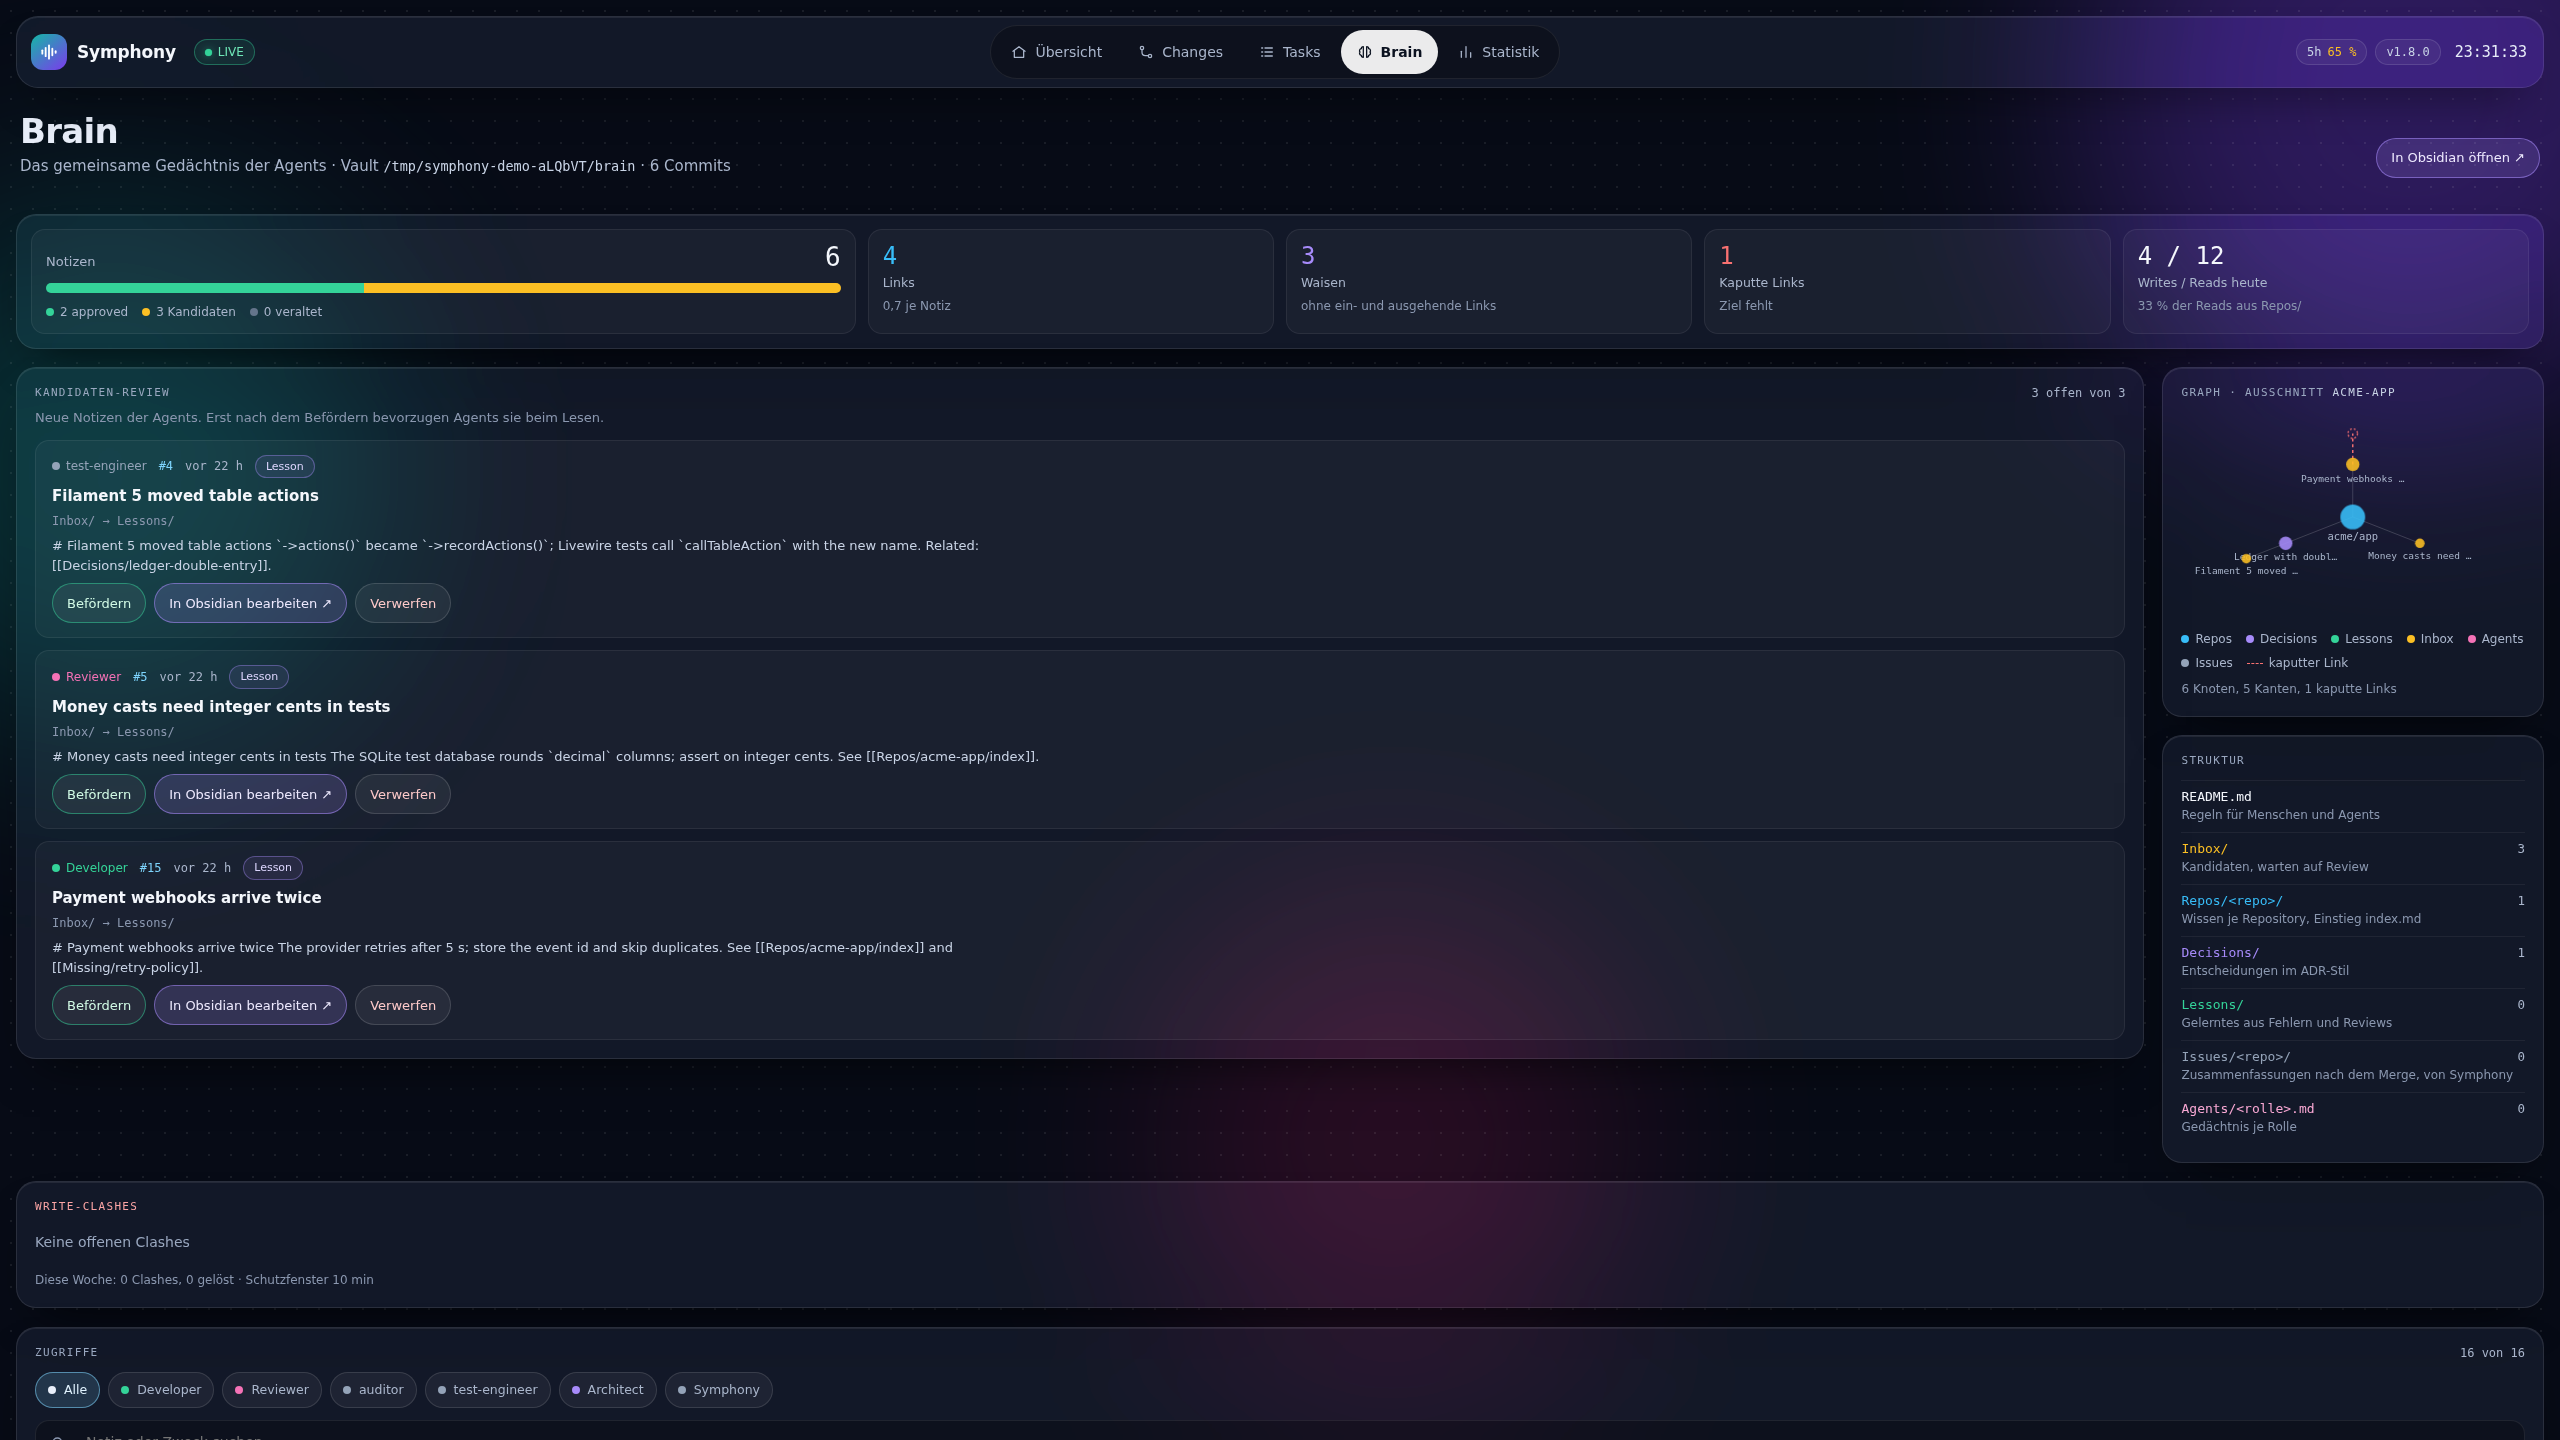 Symphony
LIVE
Übersicht
Changes
Tasks
Brain
Statistik
5h 65 %
v1.8.0
23:31:33
Brain
Das gemeinsame Gedächtnis der Agents · Vault /tmp/symphony-demo-aLQbVT/brain · 6 Commits
In Obsidian öffnen ↗
Notizen 6
2 approved 3 Kandidaten 0 veraltet
4
Links
0,7 je Notiz
3
Waisen
ohne ein- und ausgehende Links
1
Kaputte Links
Ziel fehlt
4 / 12
Writes / Reads heute
33 % der Reads aus Repos/
KANDIDATEN-REVIEW 3 offen von 3
Neue Notizen der Agents. Erst nach dem Befördern bevorzugen Agents sie beim Lesen.
test-engineer #4 vor 22 h Lesson
Filament 5 moved table actions
Inbox/ → Lessons/
# Filament 5 moved table actions `->actions()` became `->recordActions()`; Livewire tests call `callTableAction` with the new name. Related:
[[Decisions/ledger-double-entry]].
Befördern In Obsidian bearbeiten ↗ Verwerfen
Reviewer #5 vor 22 h Lesson
Money casts need integer cents in tests
Inbox/ → Lessons/
# Money casts need integer cents in tests The SQLite test database rounds `decimal` columns; assert on integer cents. See [[Repos/acme-app/index]].
Befördern In Obsidian bearbeiten ↗ Verwerfen
Developer #15 vor 22 h Lesson
Payment webhooks arrive twice
Inbox/ → Lessons/
# Payment webhooks arrive twice The provider retries after 5 s; store the event id and skip duplicates. See [[Repos/acme-app/index]] and
[[Missing/retry-policy]].
Befördern In Obsidian bearbeiten ↗ Verwerfen
GRAPH · AUSSCHNITT ACME-APP
Payment webhooks …
acme/app
Ledger with doubl…
Money casts need …
Filament 5 moved …
Repos Decisions Lessons Inbox Agents
Issues ---- kaputter Link
6 Knoten, 5 Kanten, 1 kaputte Links
STRUKTUR
README.md
Regeln für Menschen und Agents
Inbox/ 3
Kandidaten, warten auf Review
Repos/<repo>/ 1
Wissen je Repository, Einstieg index.md
Decisions/ 1
Entscheidungen im ADR-Stil
Lessons/ 0
Gelerntes aus Fehlern und Reviews
Issues/<repo>/ 0
Zusammenfassungen nach dem Merge, von Symphony
Agents/<rolle>.md 0
Gedächtnis je Rolle
WRITE-CLASHES
Keine offenen Clashes
Diese Woche: 0 Clashes, 0 gelöst · Schutzfenster 10 min
ZUGRIFFE 16 von 16
Alle Developer Reviewer auditor test-engineer Architect Symphony
Notiz oder Zweck suchen